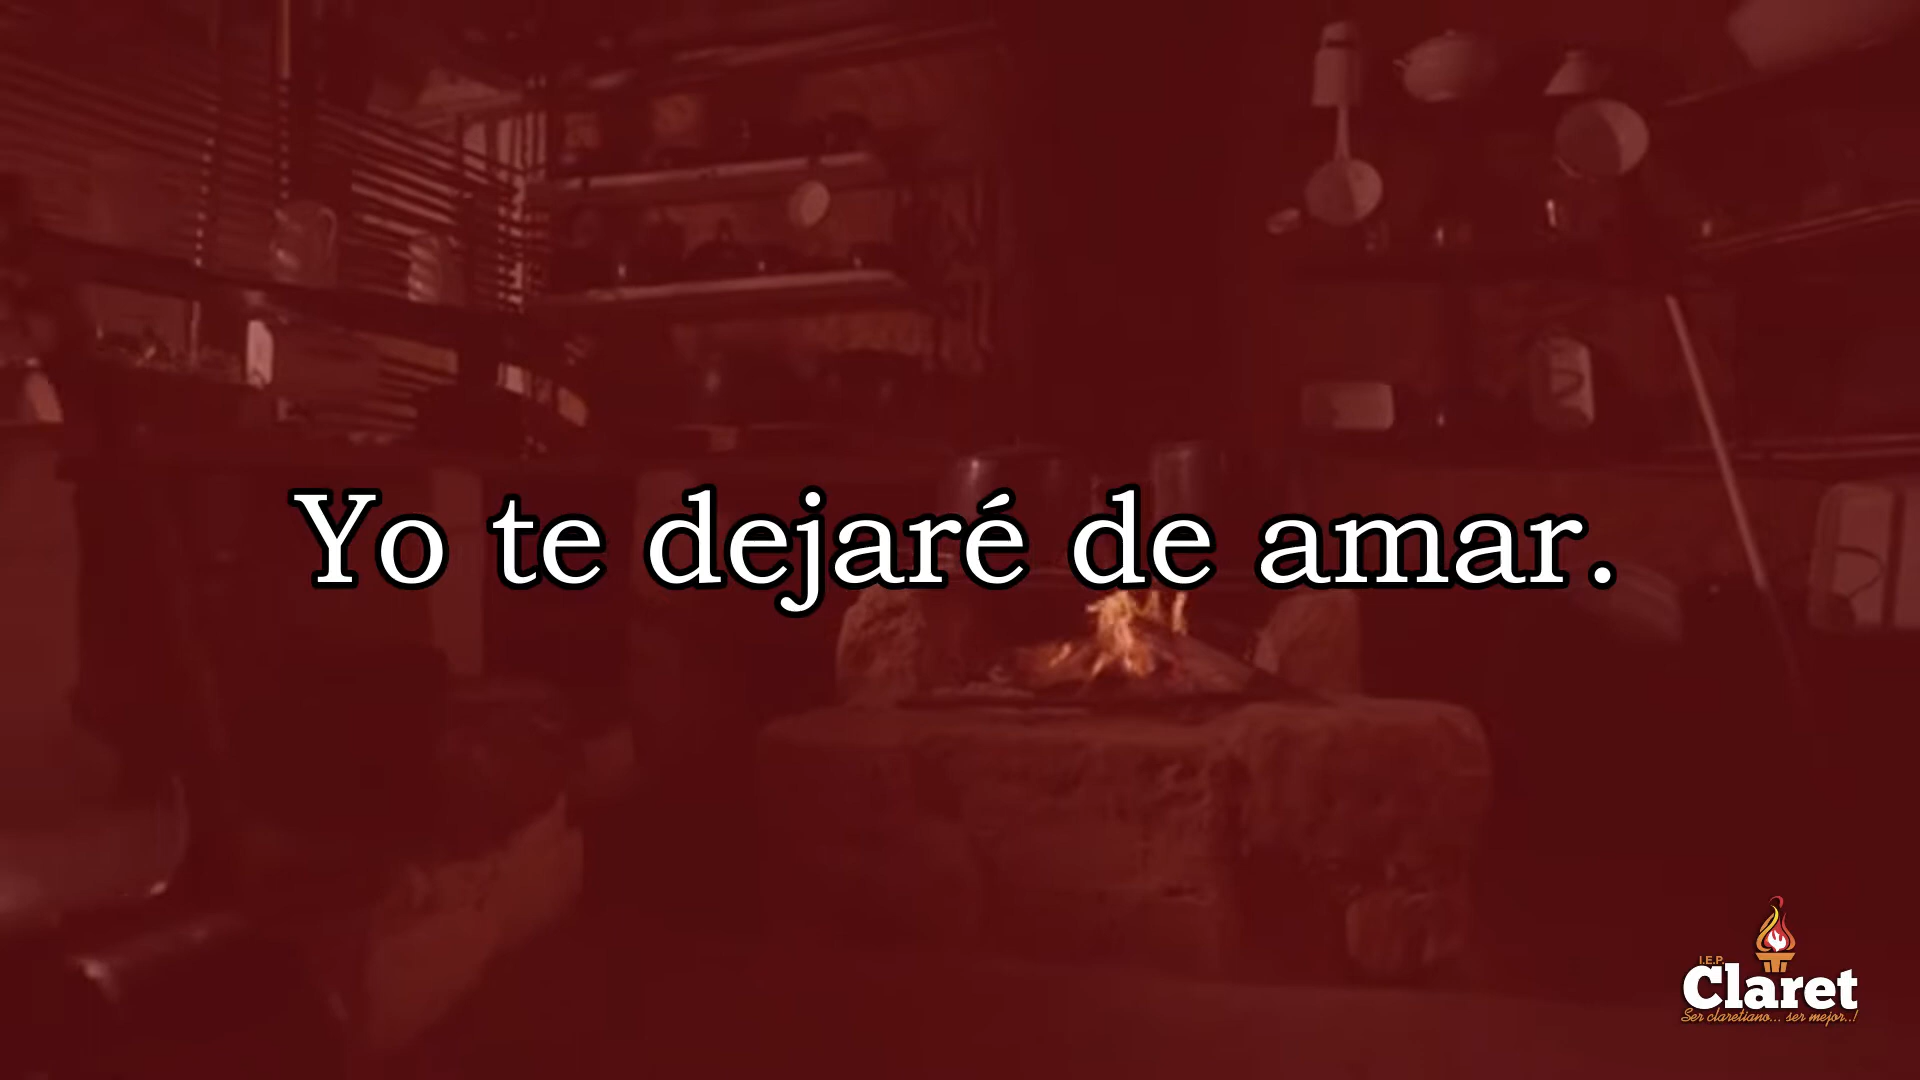 Yo te dejaré de amar.
I.E.P.
Claret
Ser claretiano... ser mejor..!